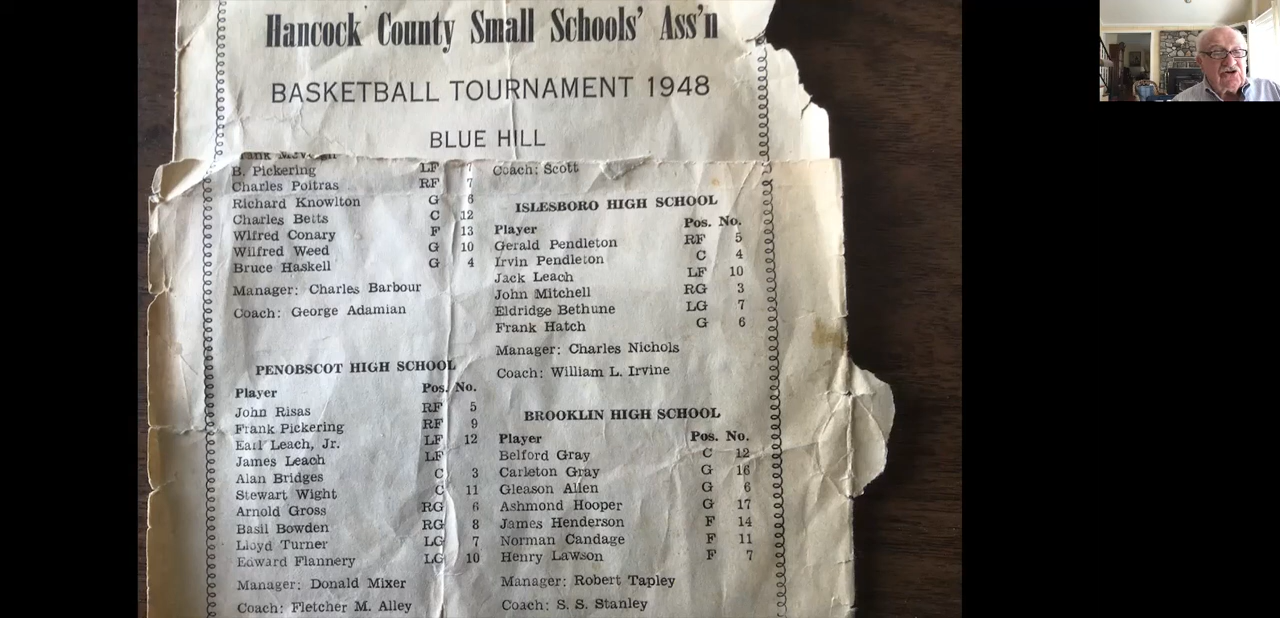 Hancock County Small Schools' Ass'n
BASKETBALL TOURNAMENT 1948
BLUE HILL
B. Pickering LF 7
Charles Poitras RF 7
Richard Knowlton G 6
Charles Betts C 12
Wlfred Conary F 13
Wilfred Weed G 10
Bruce Haskell G 4
Manager: Charles Barbour
Coach: George Adamian
PENOBSCOT HIGH SCHOOL
Player Pos. No.
John Risas RF 5
Frank Pickering RF 9
Earl Leach, Jr. LF 12
James Leach LF
Alan Bridges C 3
Stewart Wight C 11
Arnold Gross RG 6
Basil Bowden RG 8
Lloyd Turner LG 7
Edward Flannery LG 10
Manager: Donald Mixer
Coach: Fletcher M. Alley
Coach: Scott
ISLESBORO HIGH SCHOOL
Player Pos. No.
Gerald Pendleton RF 5
Irvin Pendleton C 4
Jack Leach LF 10
John Mitchell RG 3
Eldridge Bethune LG 7
Frank Hatch G 6
Manager: Charles Nichols
Coach: William L. Irvine
BROOKLIN HIGH SCHOOL
Player Pos. No.
Belford Gray C 12
Carleton Gray G 16
Gleason Allen G 6
Ashmond Hooper G 17
James Henderson F 14
Norman Candage F 11
Henry Lawson F 7
Manager: Robert Tapley
Coach: S. S. Stanley